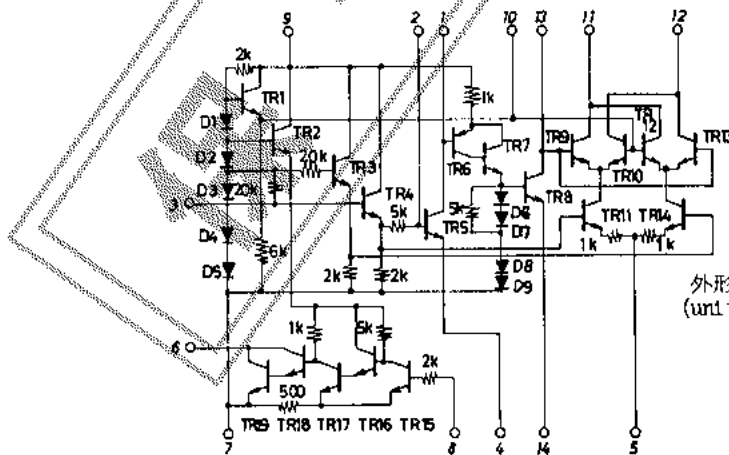 9 2 1 10 13 11 12
2k
TR1
1k
D1
TR2
TR7
TR9
TR12
TR13
D2
20k
TR3
TR6
TR10
D3
20k
TR4
D6
TR8
3
5k
5k
D7
TR5
TR11 TR14
D4
6k
1k
1k
D5
2k
2k
D8
D9
外形
(uni
1k
5k
6
2k
500
TR19 TR18 TR17 TR16 TR15
7 8 4 14 5